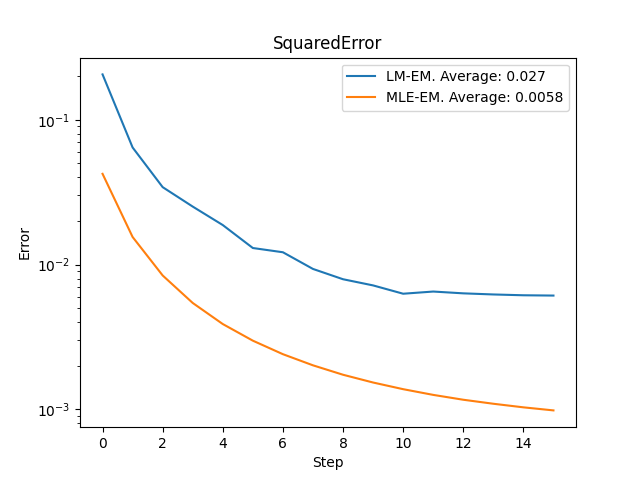 SquaredError
LM-EM. Average: 0.027
MLE-EM. Average: 0.0058
Error
10⁻¹
10⁻²
10⁻³
0 2 4 6 8 10 12 14
Step